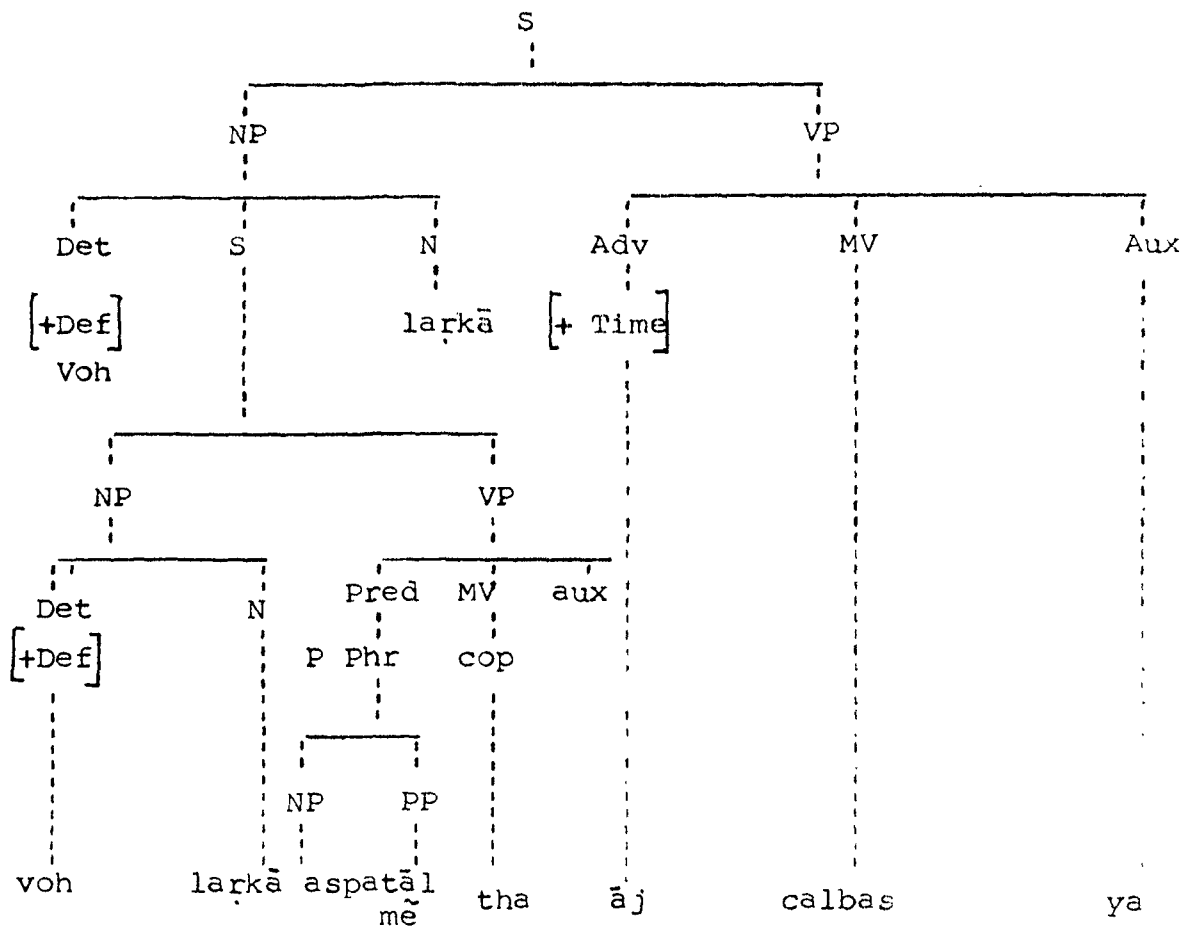 S
NP VP
Det S N Adv MV Aux
[+Def] laṛkā [+ Time]
Voh
NP VP
Det N Pred MV aux
[+Def] P Phr cop
NP PP
voh laṛkā aspatāl tha āj calbas ya
mẽ